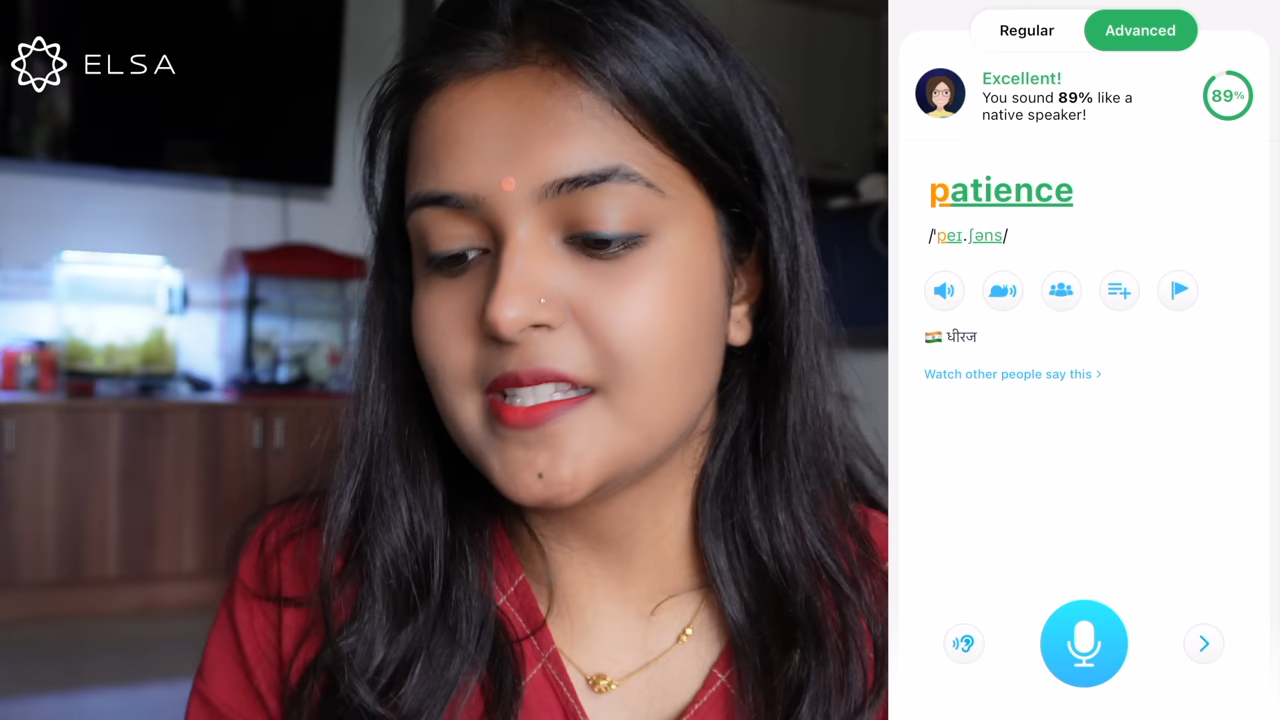 ELSA
Regular
Advanced
Excellent!
You sound 89% like a
native speaker!
89%
patience
/ˈpeɪ.ʃəns/
धीरज
Watch other people say this >